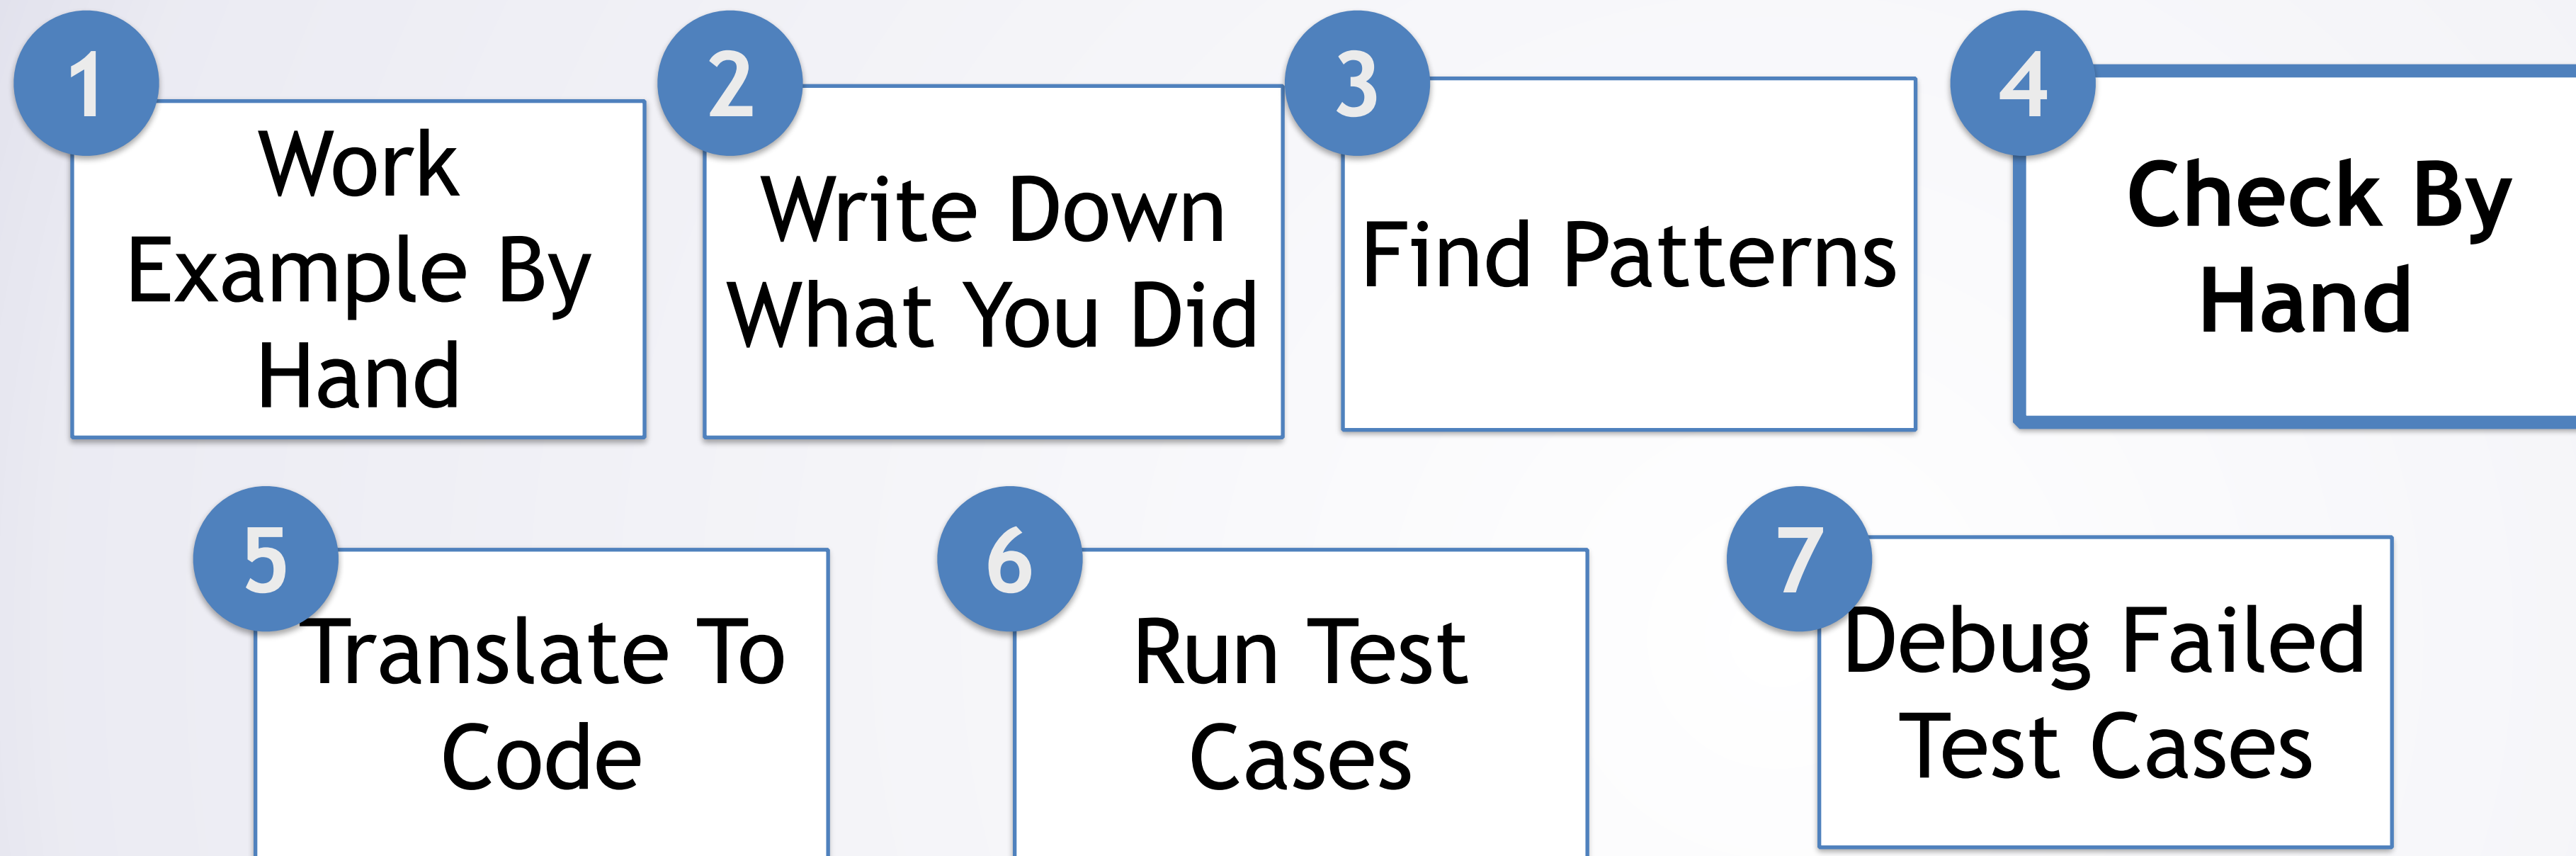 1
Work
Example By
Hand
2
Write Down
What You Did
3
Find Patterns
4
Check By
Hand
5
Translate To
Code
6
Run Test
Cases
7
Debug Failed
Test Cases